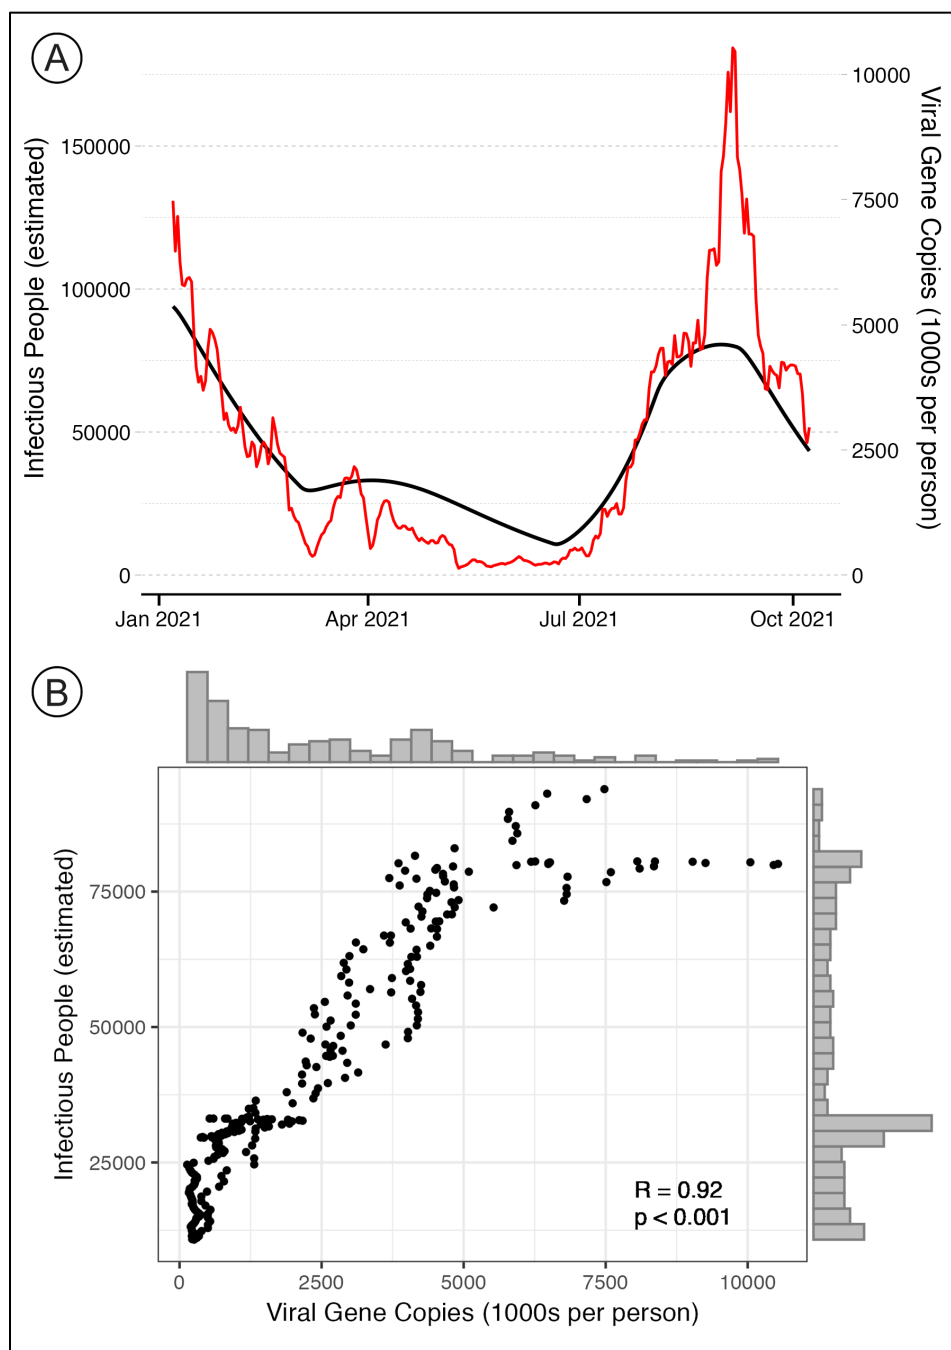 A
Infectious People (estimated)
150000
100000
50000
0
10000
7500
5000
2500
0
Viral Gene Copies (1000s per person)
Jan 2021 Apr 2021 Jul 2021 Oct 2021
B
Infectious People (estimated)
75000
50000
25000
R = 0.92
p < 0.001
0 2500 5000 7500 10000
Viral Gene Copies (1000s per person)